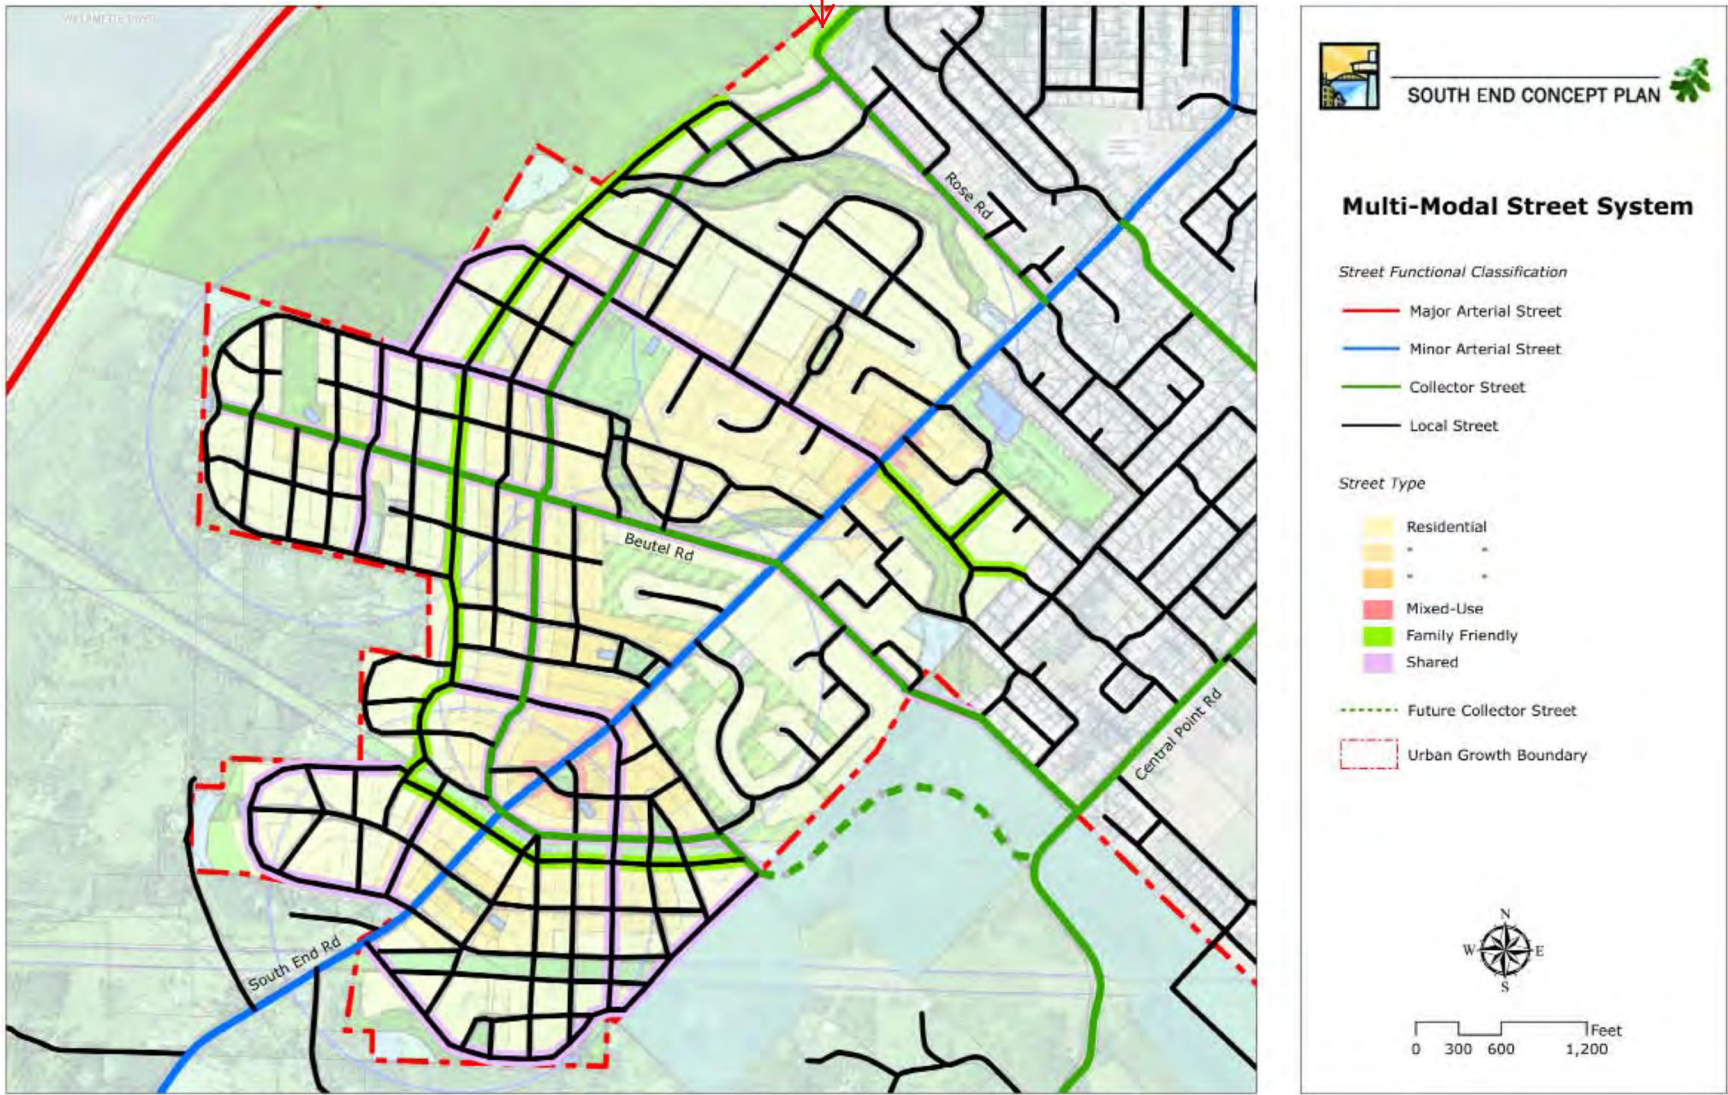 WILLAMETTE RIVER
Rose Rd
Beutel Rd
Central Point Rd
South End Rd
SOUTH END CONCEPT PLAN
Multi-Modal Street System
Street Functional Classification
Major Arterial Street
Minor Arterial Street
Collector Street
Local Street
Street Type
Residential
" "
" "
Mixed-Use
Family Friendly
Shared
Future Collector Street
Urban Growth Boundary
N
W E
S
Feet
0 300 600 1,200